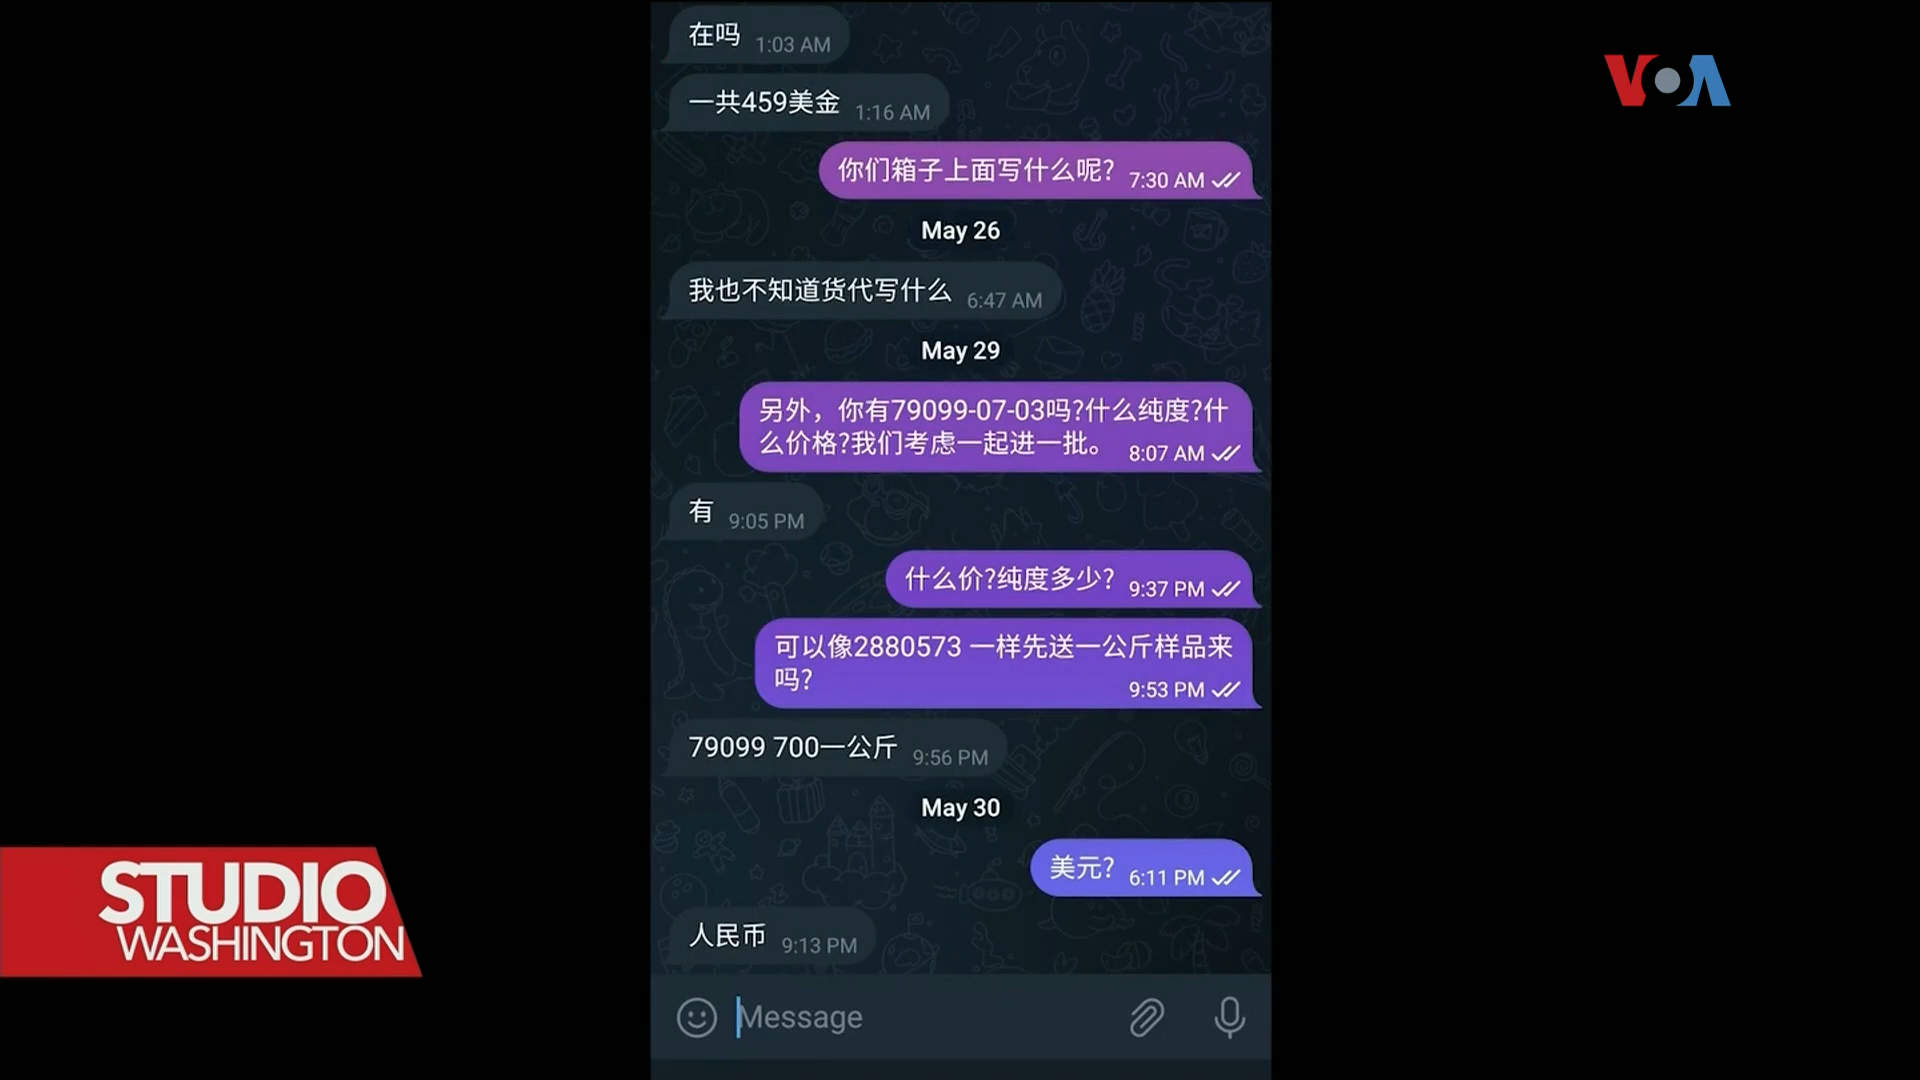 在吗 1:03 AM
一共459美金 1:16 AM
VOA
你们箱子上面写什么呢? 7:30 AM
May 26
我也不知道货代写什么 6:47 AM
May 29
另外，你有79099-07-03吗?什么纯度?什
么价格?我们考虑一起进一批。 8:07 AM
有 9:05 PM
什么价?纯度多少? 9:37 PM
可以像2880573 一样先送一公斤样品来
吗? 9:53 PM
79099 700一公斤 9:56 PM
May 30
美元? 6:11 PM
人民币 9:13 PM
Message
STUDIO
WASHINGTON